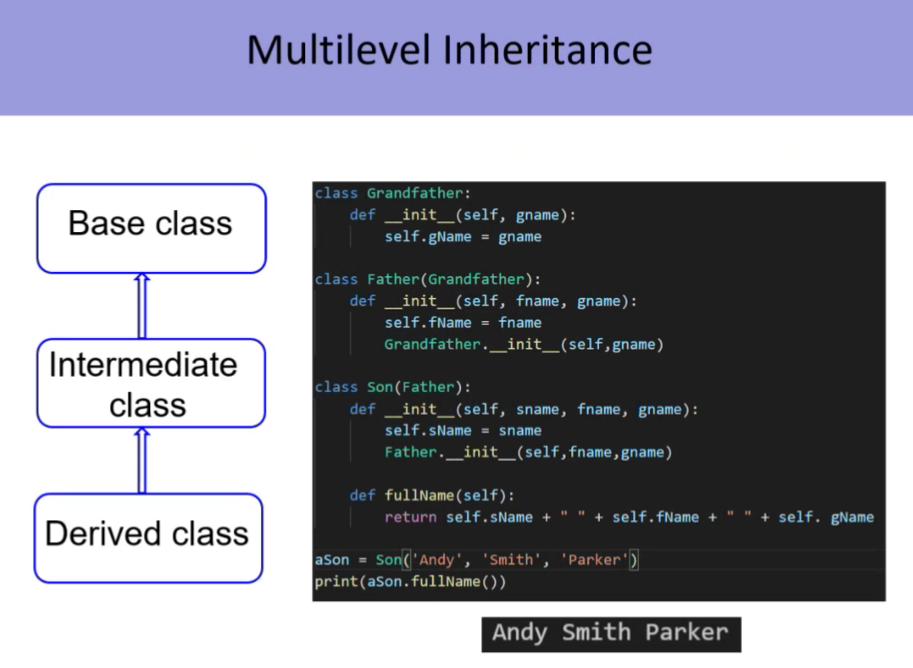 Multilevel Inheritance
Base class
Intermediate
class
Derived class
class Grandfather:
    def __init__(self, gname):
        self.gName = gname
class Father(Grandfather):
    def __init__(self, fname, gname):
        self.fName = fname
        Grandfather.__init__(self,gname)
class Son(Father):
    def __init__(self, sname, fname, gname):
        self.sName = sname
        Father.__init__(self,fname,gname)
    def fullName(self):
        return self.sName + " " + self.fName + " " + self. gName
aSon = Son('Andy', 'Smith', 'Parker')
print(aSon.fullName())
Andy Smith Parker